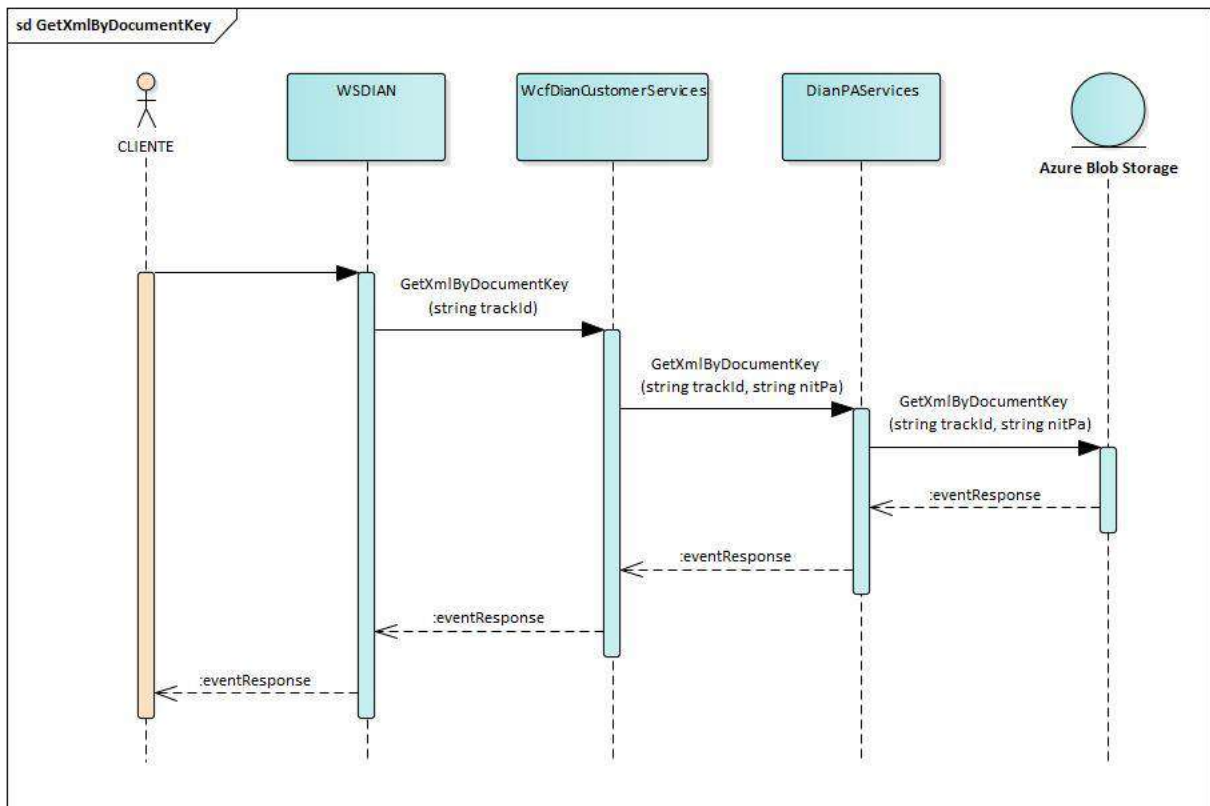 sd GetXmlByDocumentKey
CLIENTE
WSDIAN
WcfDianCustomerServices
DianPAServices
Azure Blob Storage
GetXmlByDocumentKey
(string trackId)
GetXmlByDocumentKey
(string trackId, string nitPa)
GetXmlByDocumentKey
(string trackId, string nitPa)
:eventResponse
:eventResponse
:eventResponse
:eventResponse